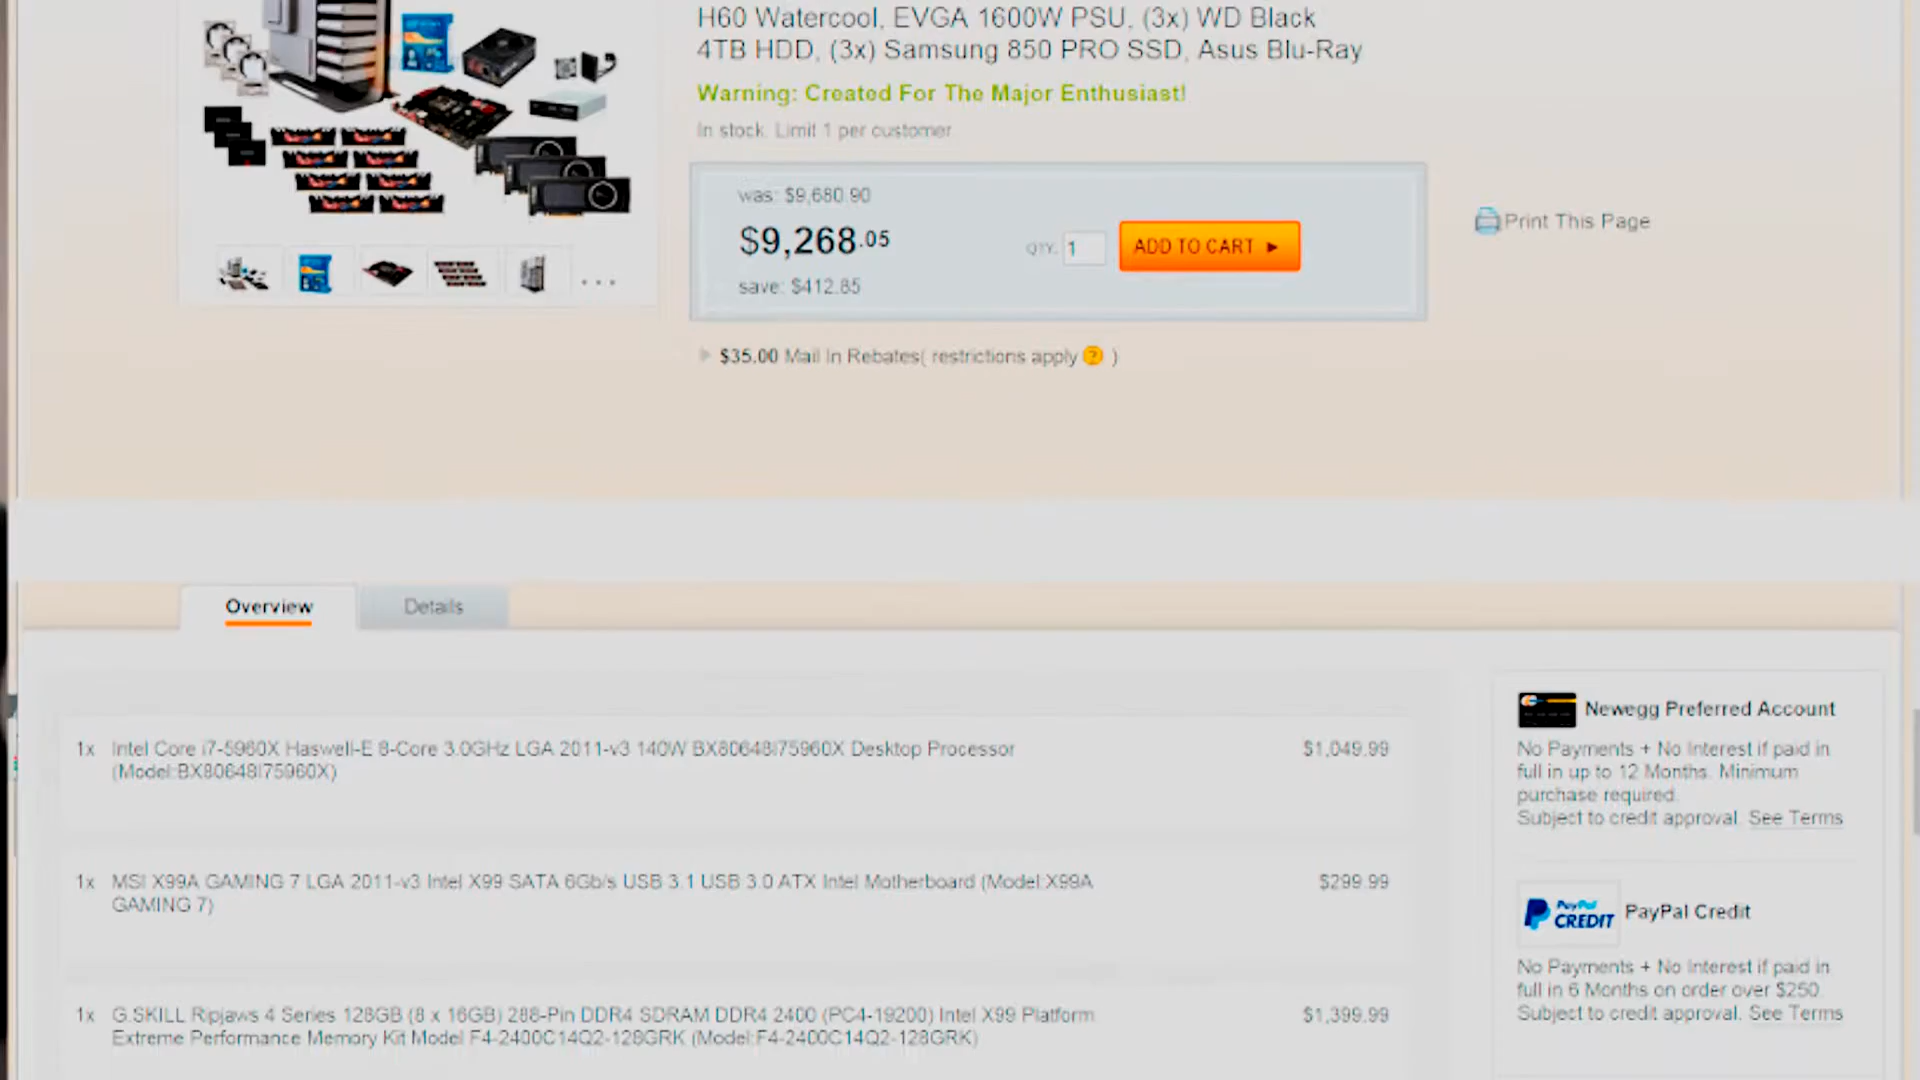 H60 Watercool, EVGA 1600W PSU, (3x) WD Black
4TB HDD, (3x) Samsung 850 PRO SSD, Asus Blu-Ray
Warning: Created For The Major Enthusiast!
In stock. Limit 1 per customer
was: $9,680.90
$9,268.05
save: $412.85
QTY. 1
ADD TO CART ►
Print This Page
$35.00 Mail In Rebates( restrictions apply ? )
Overview
Details
1x Intel Core i7-5960X Haswell-E 8-Core 3.0GHz LGA 2011-v3 140W BX80648I75960X Desktop Processor
(Model:BX80648I75960X)
$1,049.99
1x MSI X99A GAMING 7 LGA 2011-v3 Intel X99 SATA 6Gb/s USB 3.1 USB 3.0 ATX Intel Motherboard (Model:X99A
GAMING 7)
$299.99
1x G.SKILL Ripjaws 4 Series 128GB (8 x 16GB) 288-Pin DDR4 SDRAM DDR4 2400 (PC4-19200) Intel X99 Platform
Extreme Performance Memory Kit Model F4-2400C14Q2-128GRK (Model:F4-2400C14Q2-128GRK)
$1,399.99
Newegg Preferred Account
No Payments + No Interest if paid in
full in up to 12 Months. Minimum
purchase required.
Subject to credit approval. See Terms
PayPal
CREDIT
PayPal Credit
No Payments + No Interest if paid in
full in 6 Months on order over $250.
Subject to credit approval. See Terms